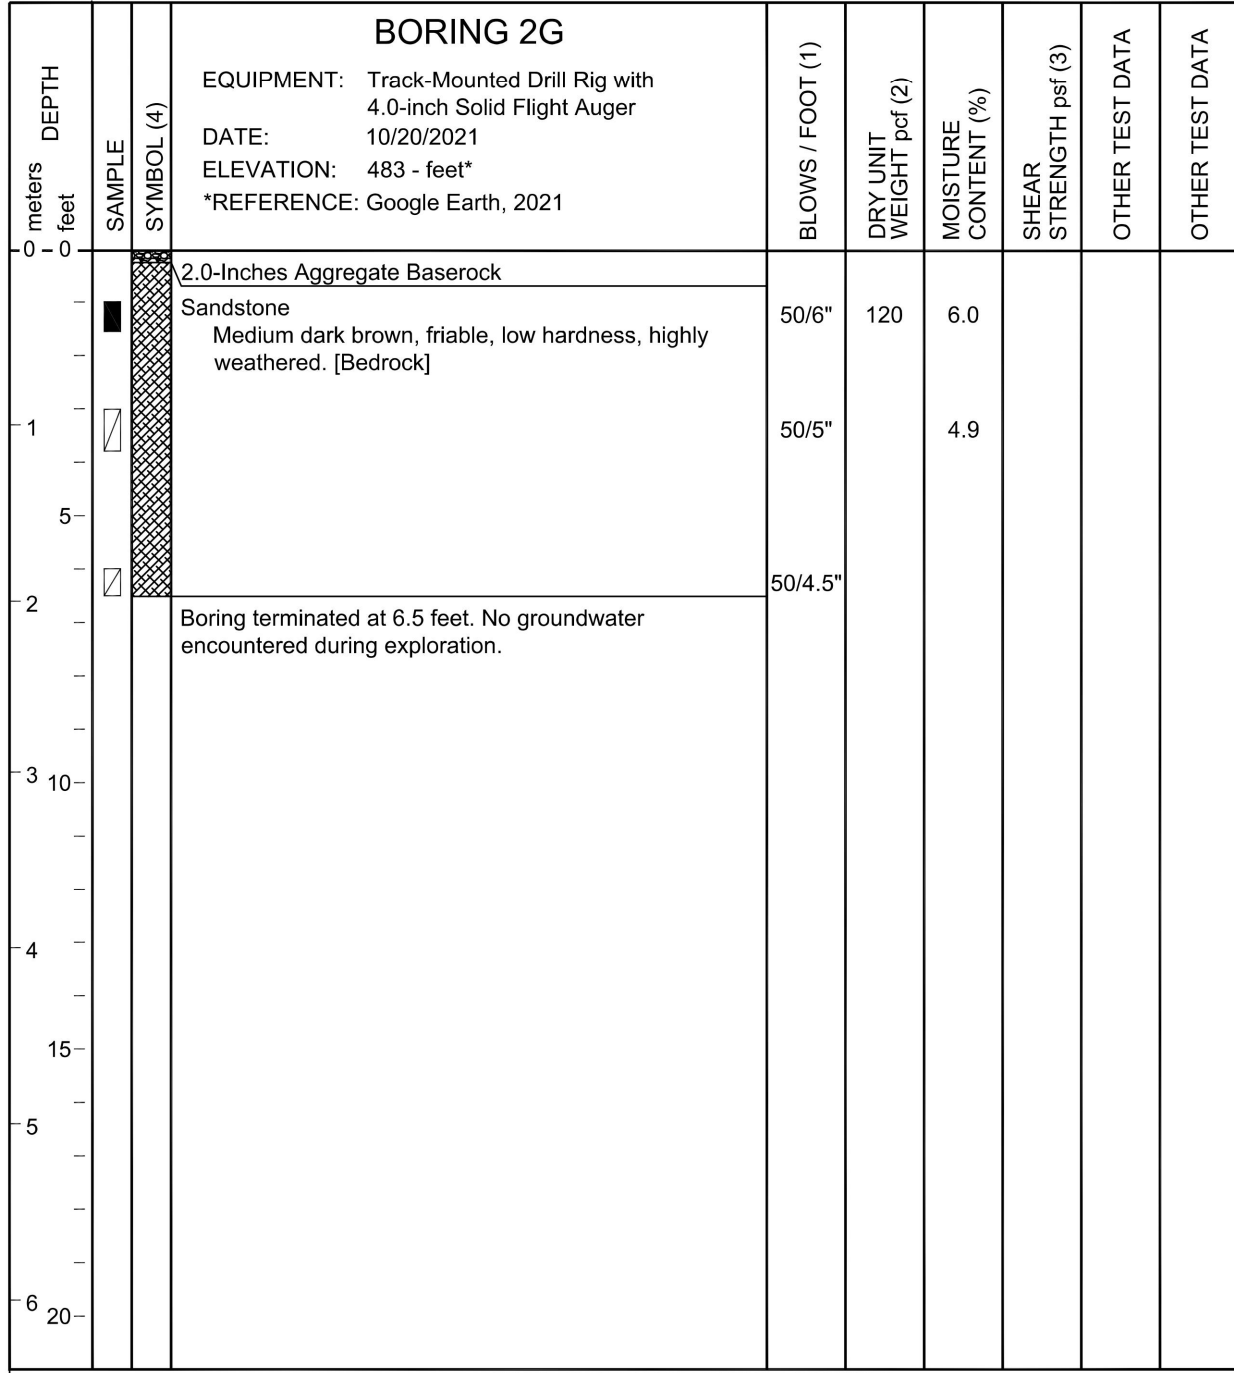 BORING 2G
EQUIPMENT: Track-Mounted Drill Rig with
4.0-inch Solid Flight Auger
DATE: 10/20/2021
ELEVATION: 483 - feet*
*REFERENCE: Google Earth, 2021
meters
feet
DEPTH
SAMPLE
SYMBOL (4)
BLOWS / FOOT (1)
DRY UNIT
WEIGHT pcf (2)
MOISTURE
CONTENT (%)
SHEAR
STRENGTH psf (3)
OTHER TEST DATA
OTHER TEST DATA
0 0
2.0-Inches Aggregate Baserock
Sandstone
Medium dark brown, friable, low hardness, highly
weathered. [Bedrock]
50/6" 120 6.0
1
50/5" 4.9
5
50/4.5"
2
Boring terminated at 6.5 feet. No groundwater
encountered during exploration.
3 10
4
15
5
6 20